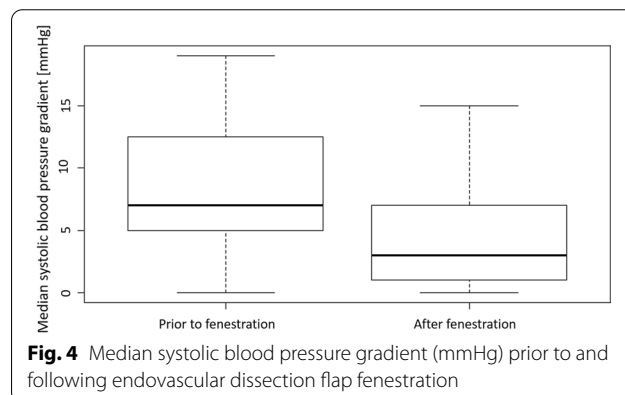 Median systolic blood pressure gradient [mmHg]
15
10
5
0
Prior to fenestration
After fenestration
Fig. 4 Median systolic blood pressure gradient (mmHg) prior to and
following endovascular dissection flap fenestration